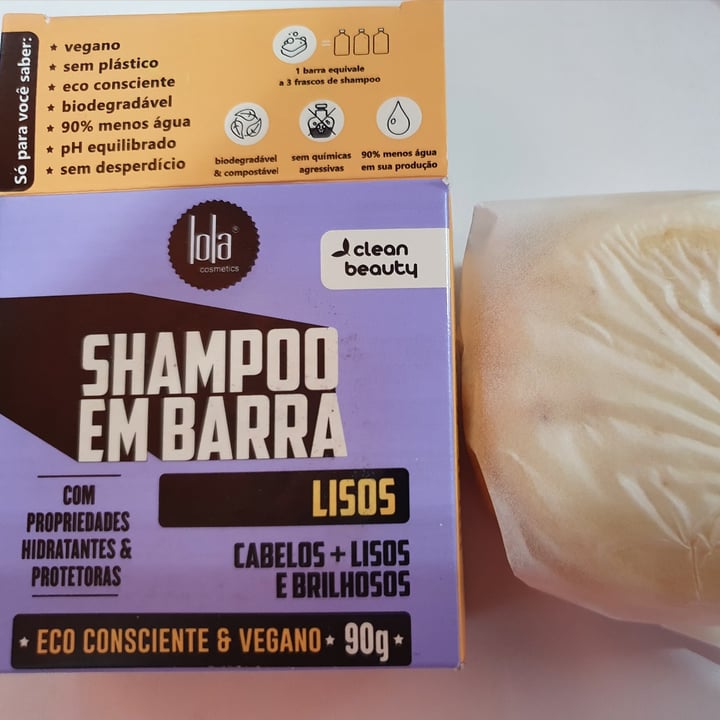 Só para você saber:
★ vegano
★ sem plástico
★ eco consciente
★ biodegradável
★ 90% menos água
★ pH equilibrado
★ sem desperdício
=
1 barra equivale
a 3 frascos de shampoo
biodegradável
& compostável
sem químicas
agressivas
90% menos água
em sua produção
lola®
cosmetics
clean
beauty
SHAMPOO
EM BARRA
LISOS
COM
PROPRIEDADES
HIDRATANTES &
PROTETORAS
CABELOS + LISOS
E BRILHOSOS
★ ECO CONSCIENTE & VEGANO ★ 90g ★